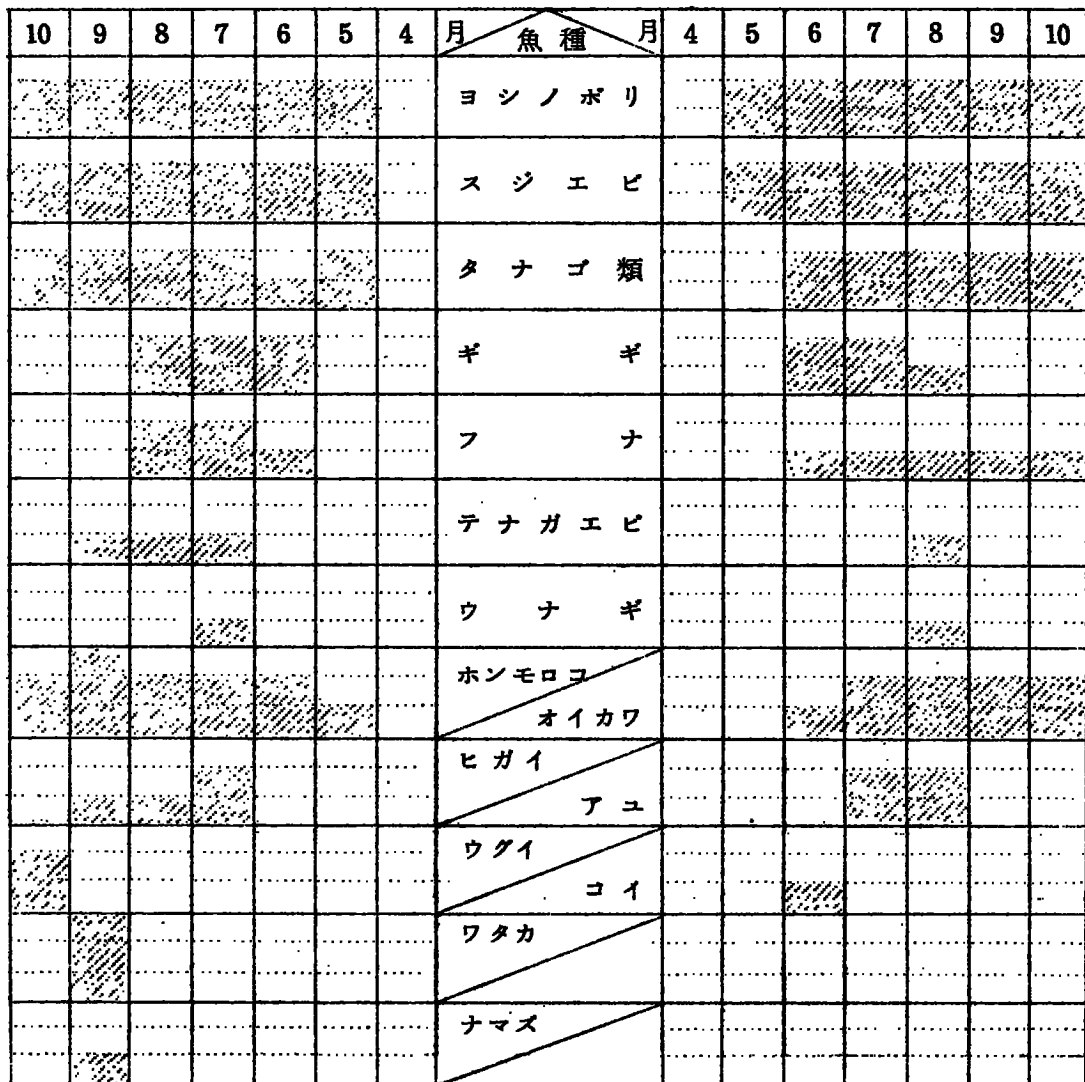 10 9 8 7 6 5 4 月 魚種 月 4 5 6 7 8 9 10
ヨシノボリ
スジエビ
タナゴ類
ギギ
フナ
テナガエビ
ウナギ
ホンモロコ
オイカワ
ヒガイ
アユ
ウグイ
コイ
ワタカ
ナマズ